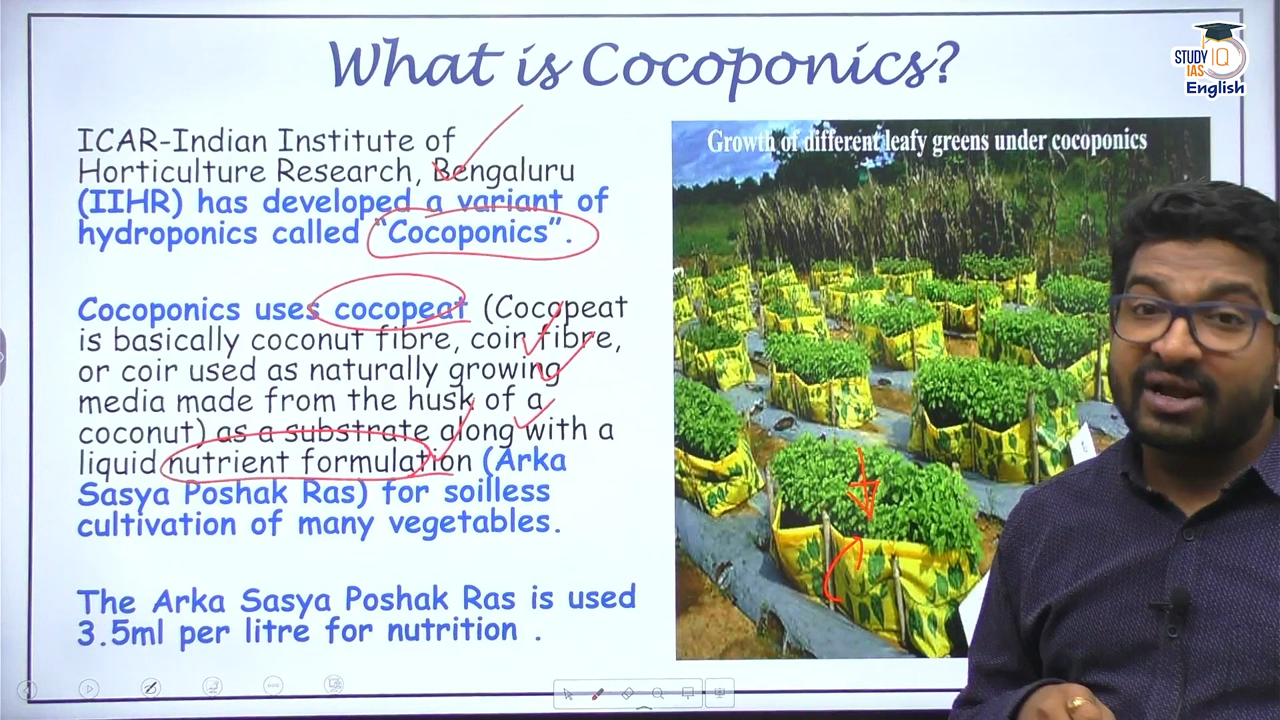 What is Cocoponics?
STUDY IQ
IAS
English
ICAR-Indian Institute of
Horticulture Research, Bengaluru
(IIHR) has developed a variant of
hydroponics called "Cocoponics".
Cocoponics uses cocopeat (Cocopeat
is basically coconut fibre, coir fibre,
or coir used as naturally growing
media made from the husk of a
coconut) as a substrate along with a
liquid nutrient formulation (Arka
Sasya Poshak Ras) for soilless
cultivation of many vegetables.
The Arka Sasya Poshak Ras is used
3.5ml per litre for nutrition .
Growth of different leafy greens under cocoponics